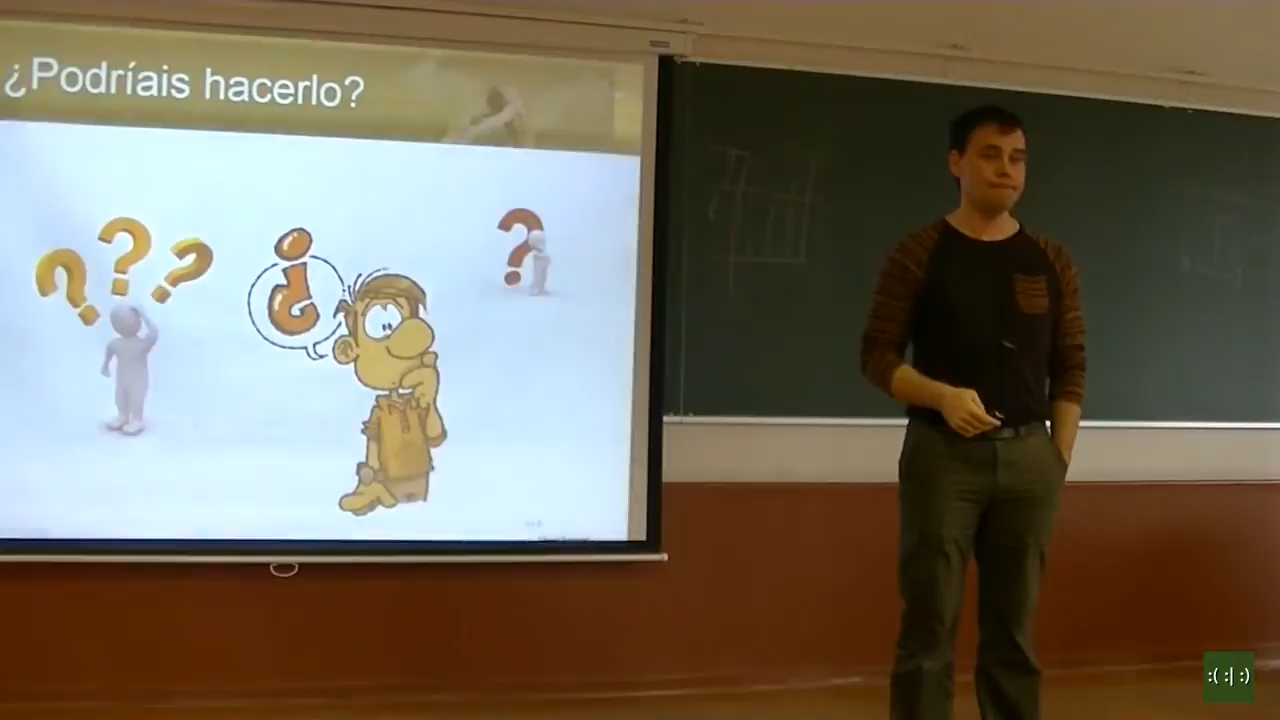 ¿Podríais hacerlo?
? ? ?
¿
?
:( :| :)